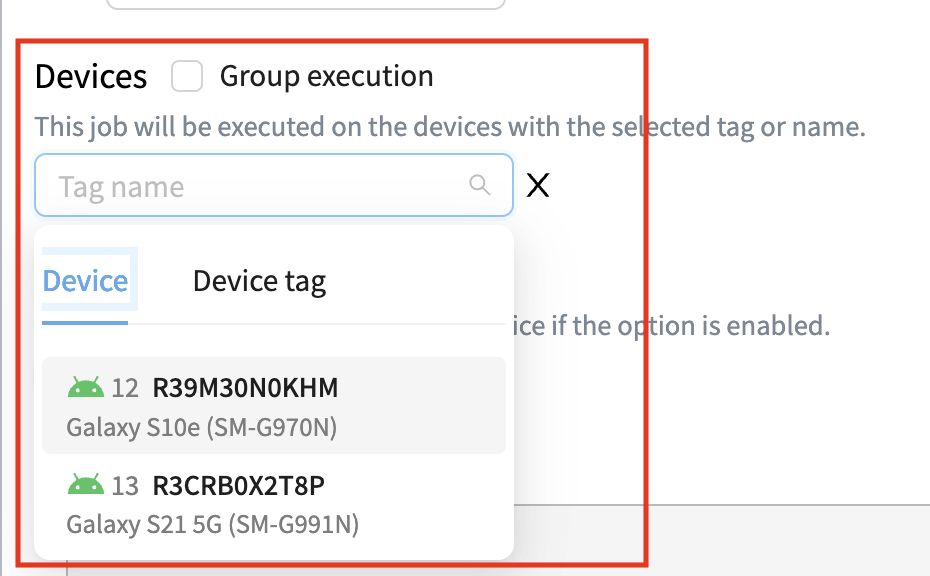 Devices Group execution
This job will be executed on the devices with the selected tag or name.
Tag name X
Device Device tag
ice if the option is enabled.
12 R39M30N0KHM
Galaxy S10e (SM-G970N)
13 R3CRB0X2T8P
Galaxy S21 5G (SM-G991N)